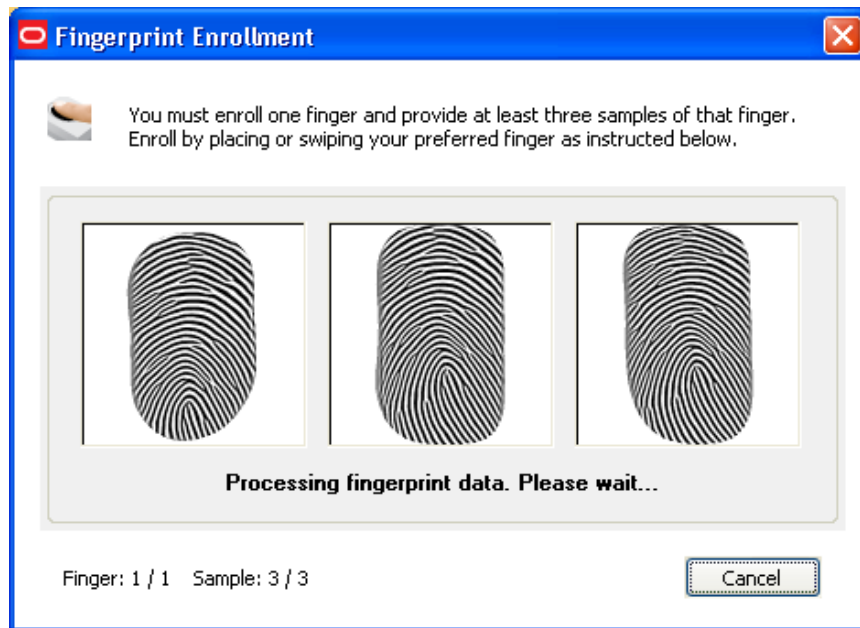 Fingerprint Enrollment
You must enroll one finger and provide at least three samples of that finger.
Enroll by placing or swiping your preferred finger as instructed below.
Processing fingerprint data. Please wait...
Finger: 1 / 1 Sample: 3 / 3
Cancel